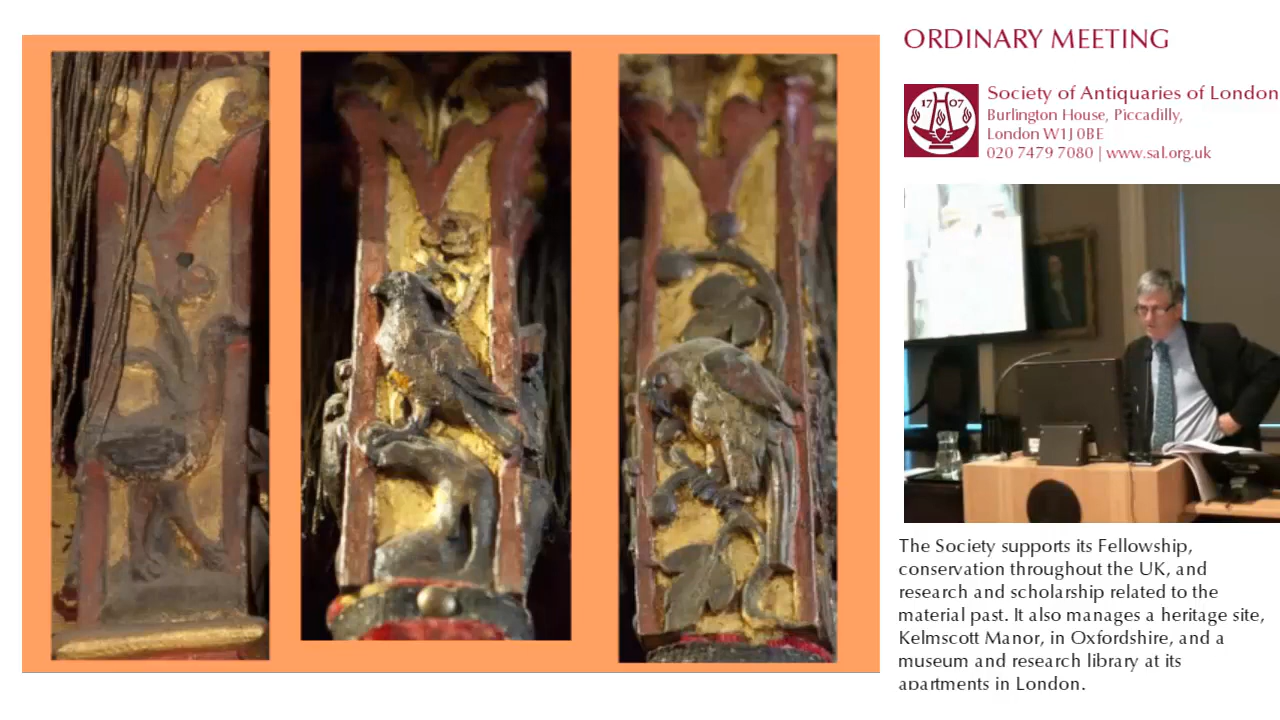 ORDINARY MEETING
17 07
Society of Antiquaries of London
Burlington House, Piccadilly,
London W1J 0BE
020 7479 7080 | www.sal.org.uk
The Society supports its Fellowship,
conservation throughout the UK, and
research and scholarship related to the
material past. It also manages a heritage site,
Kelmscott Manor, in Oxfordshire, and a
museum and research library at its
apartments in London.